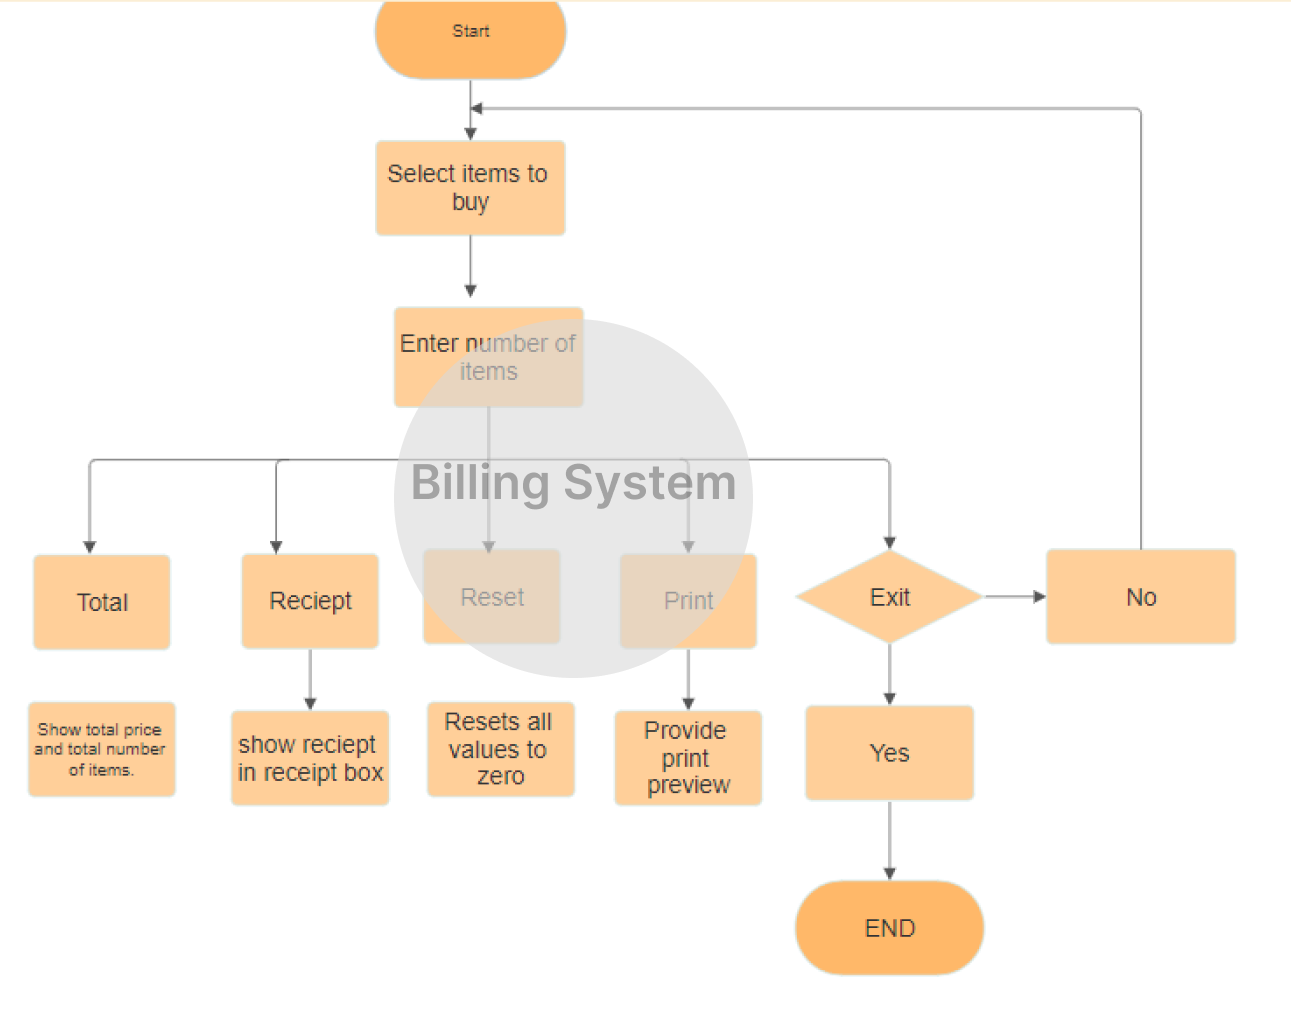 Start
Select items to
buy
Enter number of
items
Billing System
Total
Reciept
Reset
Print
Exit
No
Show total price
and total number
of items.
show reciept
in receipt box
Resets all
values to
zero
Provide
print
preview
Yes
END